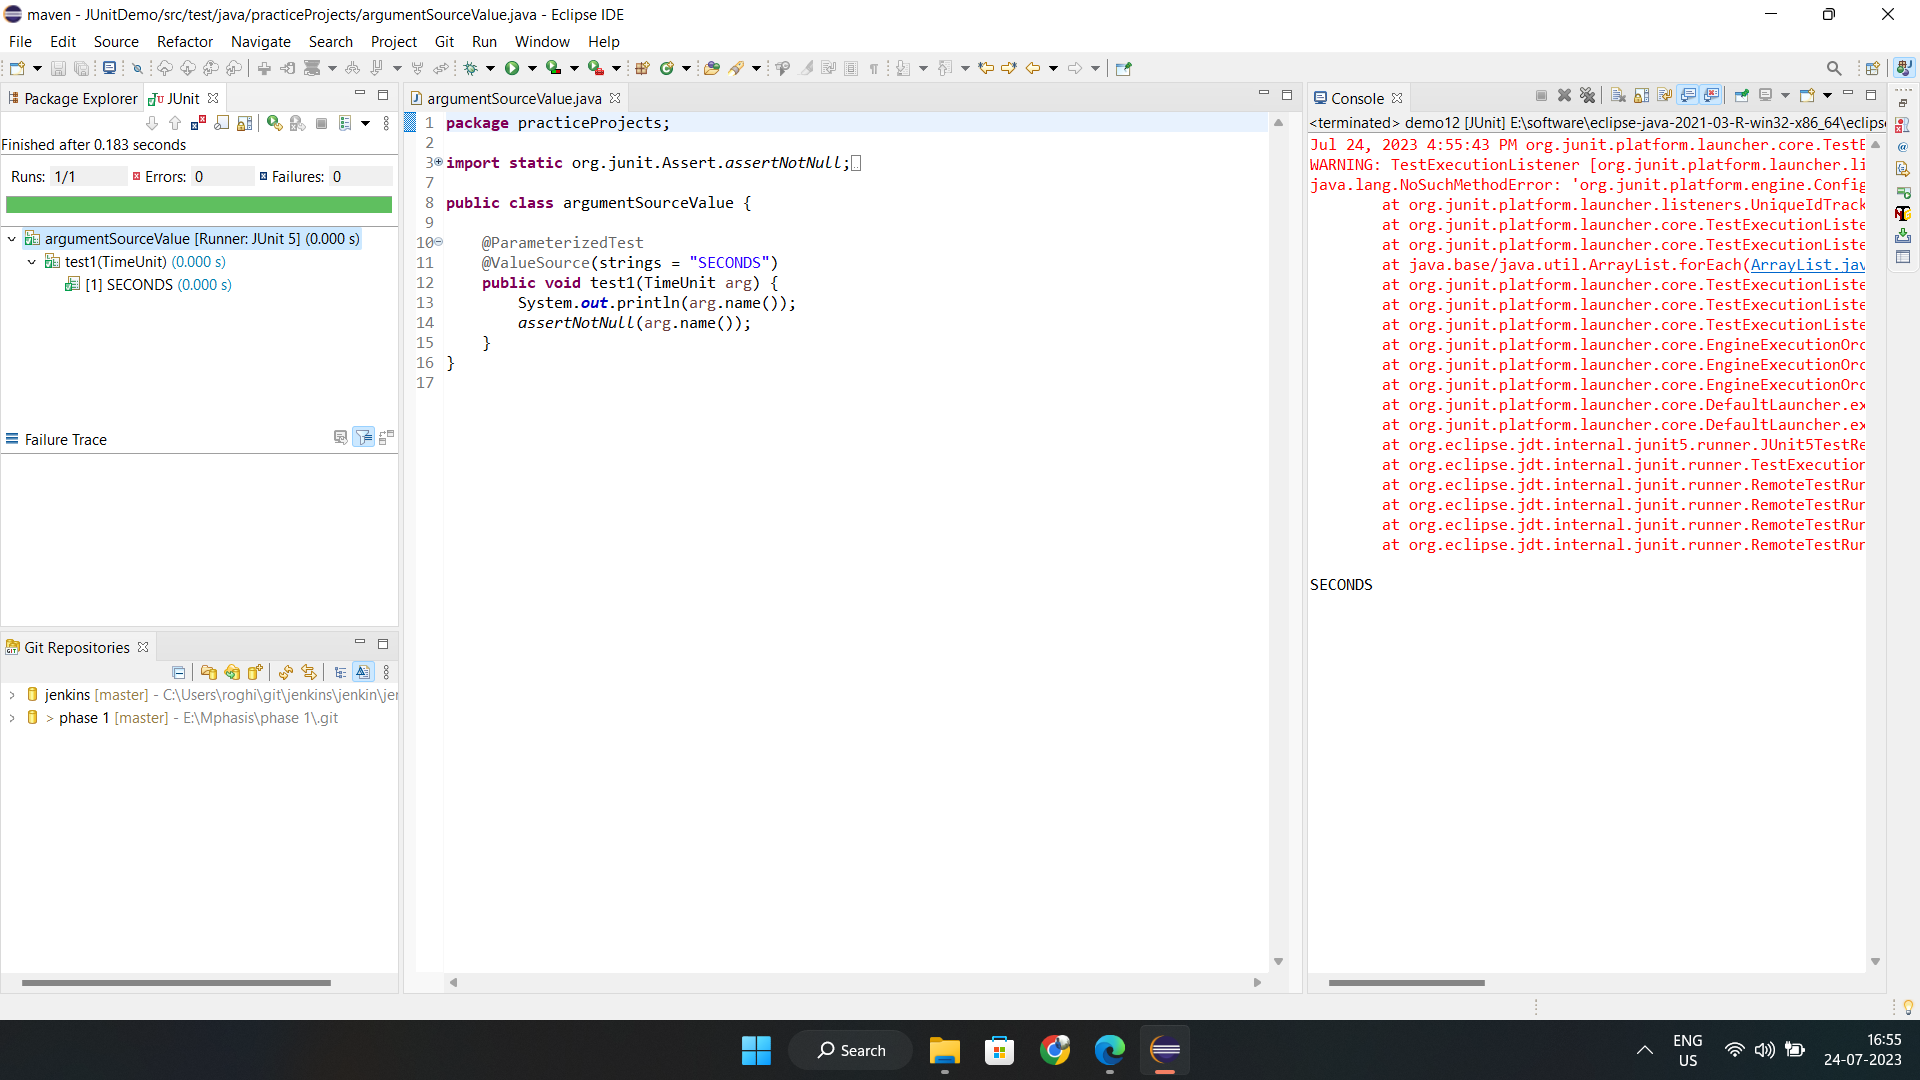 maven - JUnitDemo/src/test/java/practiceProjects/argumentSourceValue.java - Eclipse IDE
File Edit Source Refactor Navigate Search Project Git Run Window Help
Package Explorer JUnit
Finished after 0.183 seconds
Runs: 1/1 Errors: 0 Failures: 0
argumentSourceValue [Runner: JUnit 5] (0.000 s)
test1(TimeUnit) (0.000 s)
[1] SECONDS (0.000 s)
Failure Trace
Git Repositories
jenkins [master] - C:\Users\roghi\git\jenkins\jenkin\jer
> phase 1 [master] - E:\Mphasis\phase 1\.git
argumentSourceValue.java
1 package practiceProjects;
2
3 import static org.junit.Assert.assertNotNull;
7
8 public class argumentSourceValue {
9
10 @ParameterizedTest
11 @ValueSource(strings = "SECONDS")
12 public void test1(TimeUnit arg) {
13 System.out.println(arg.name());
14 assertNotNull(arg.name());
15 }
16 }
17
Console
<terminated> demo12 [JUnit] E:\software\eclipse-java-2021-03-R-win32-x86_64\eclipse
Jul 24, 2023 4:55:43 PM org.junit.platform.launcher.core.TestE
WARNING: TestExecutionListener [org.junit.platform.launcher.li
java.lang.NoSuchMethodError: 'org.junit.platform.engine.Config
at org.junit.platform.launcher.listeners.UniqueIdTrack
at org.junit.platform.launcher.core.TestExecutionListe
at org.junit.platform.launcher.core.TestExecutionListe
at java.base/java.util.ArrayList.forEach(ArrayList.jav
at org.junit.platform.launcher.core.TestExecutionListe
at org.junit.platform.launcher.core.TestExecutionListe
at org.junit.platform.launcher.core.TestExecutionListe
at org.junit.platform.launcher.core.EngineExecutionOrc
at org.junit.platform.launcher.core.EngineExecutionOrc
at org.junit.platform.launcher.core.EngineExecutionOrc
at org.junit.platform.launcher.core.DefaultLauncher.ex
at org.junit.platform.launcher.core.DefaultLauncher.ex
at org.eclipse.jdt.internal.junit5.runner.JUnit5TestRe
at org.eclipse.jdt.internal.junit.runner.TestExecution
at org.eclipse.jdt.internal.junit.runner.RemoteTestRun
at org.eclipse.jdt.internal.junit.runner.RemoteTestRun
at org.eclipse.jdt.internal.junit.runner.RemoteTestRun
at org.eclipse.jdt.internal.junit.runner.RemoteTestRun
SECONDS
Search
ENG
US
16:55
24-07-2023